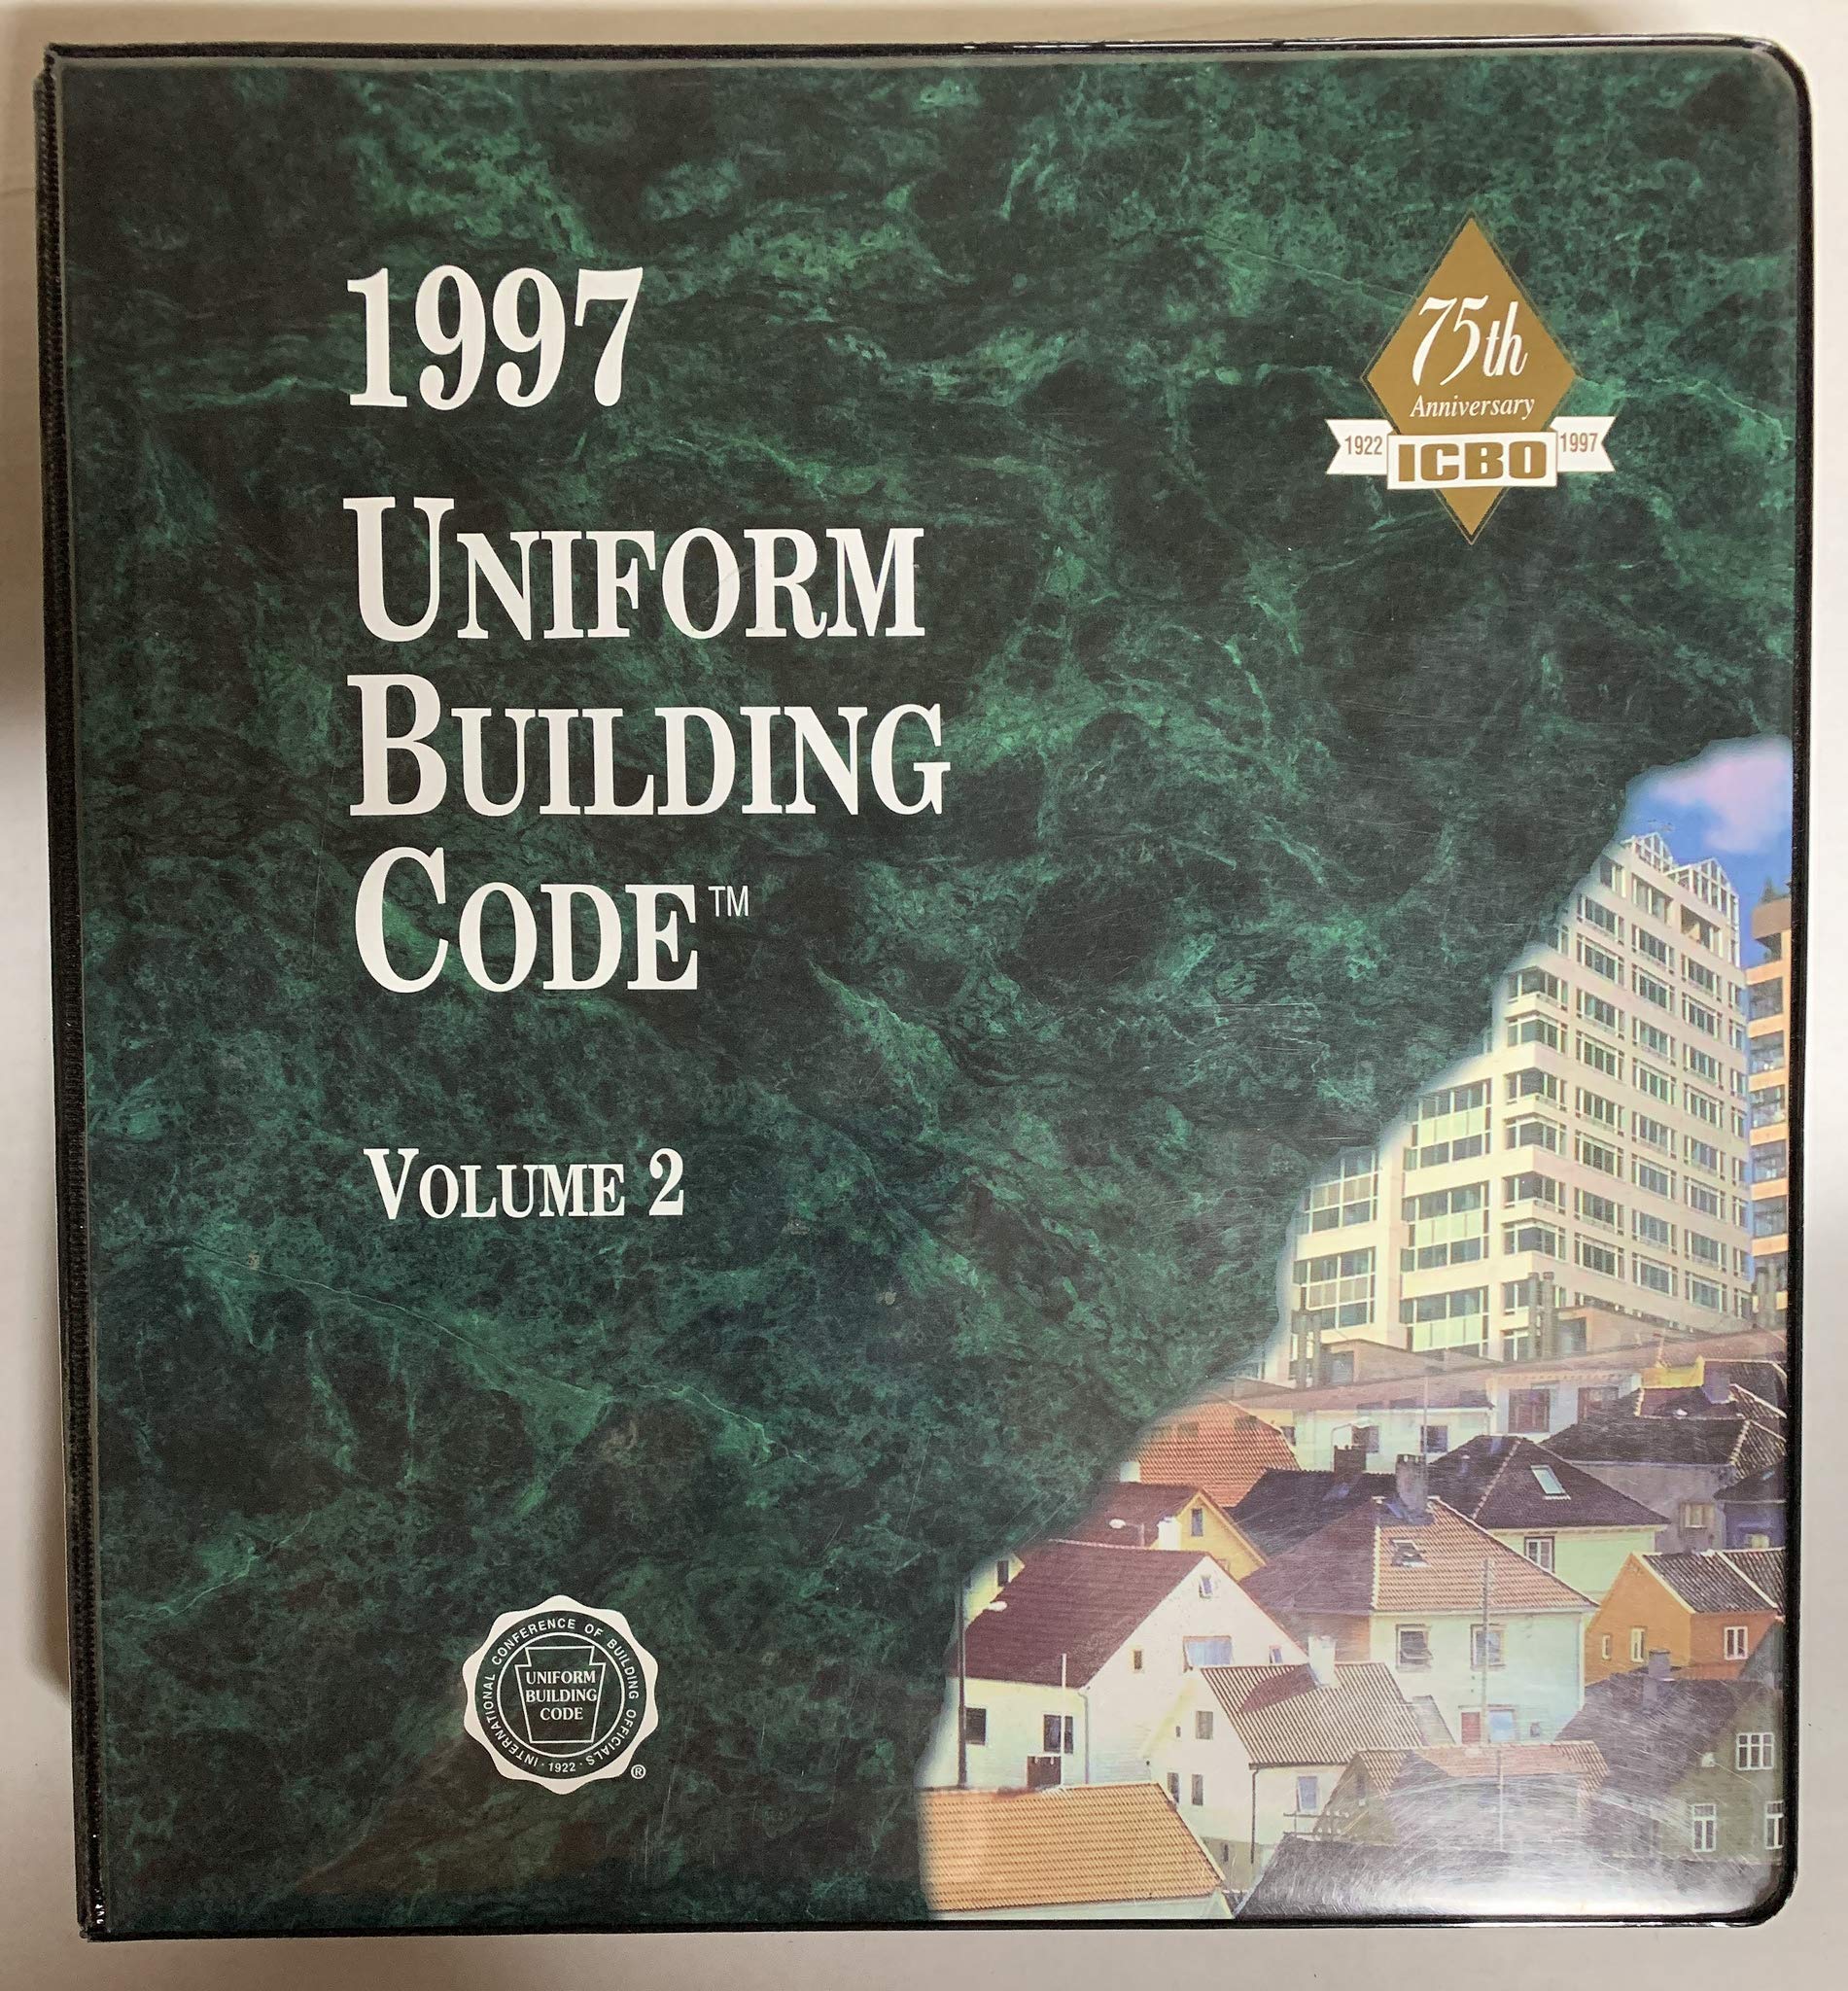 1997
75th
Anniversary
1922 ICBO 1997
UNIFORM
BUILDING
CODE™
VOLUME 2
INTERNATIONAL CONFERENCE OF BUILDING OFFICIALS
UNIFORM
BUILDING
CODE
· 1922 ·
®